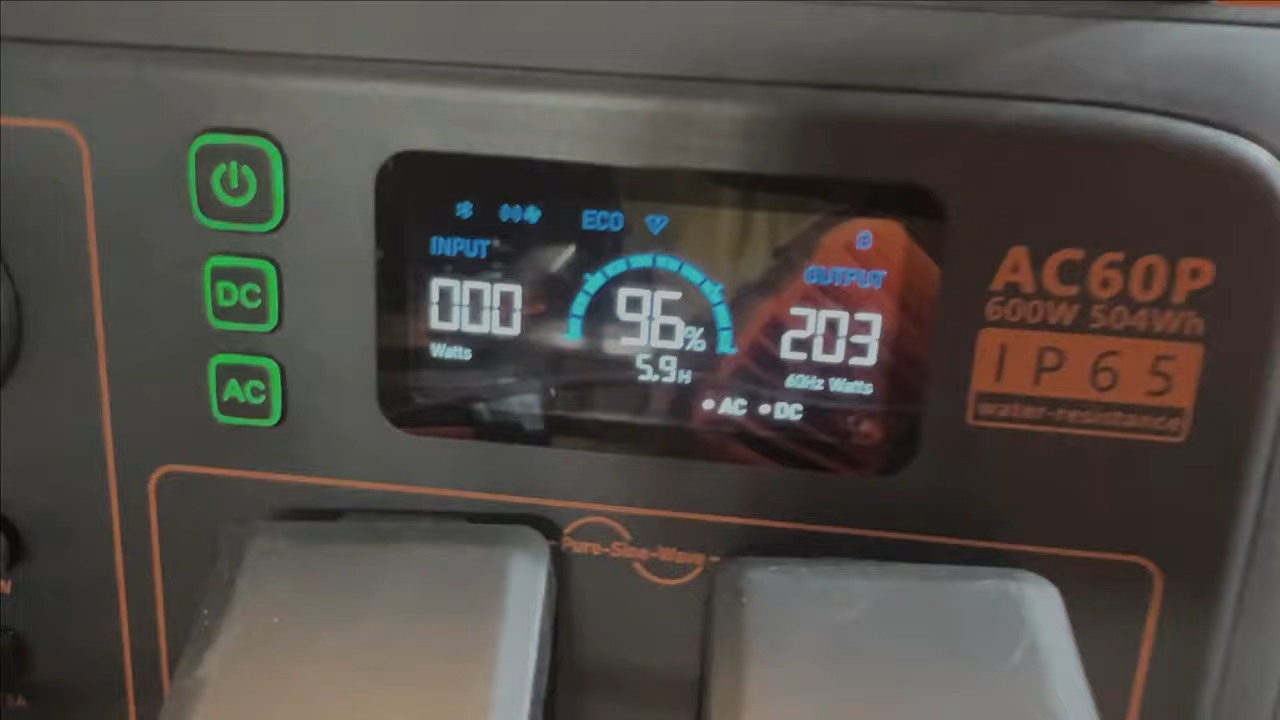 DC
AC
ECO
INPUT
000
Watts
96%
5.9H
OUTPUT
203
60Hz Watts
AC DC
AC60P
600W 504Wh
IP65
water-resistance
Pure-Sine-Wave